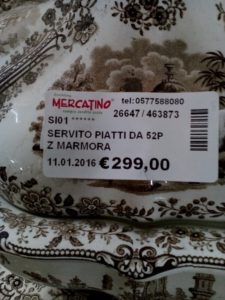 MERCATINO tel:0577588080
26647 / 463873
SI01 ******
SERVITO PIATTI DA 52P
Z MARMORA
11.01.2016 €299,00